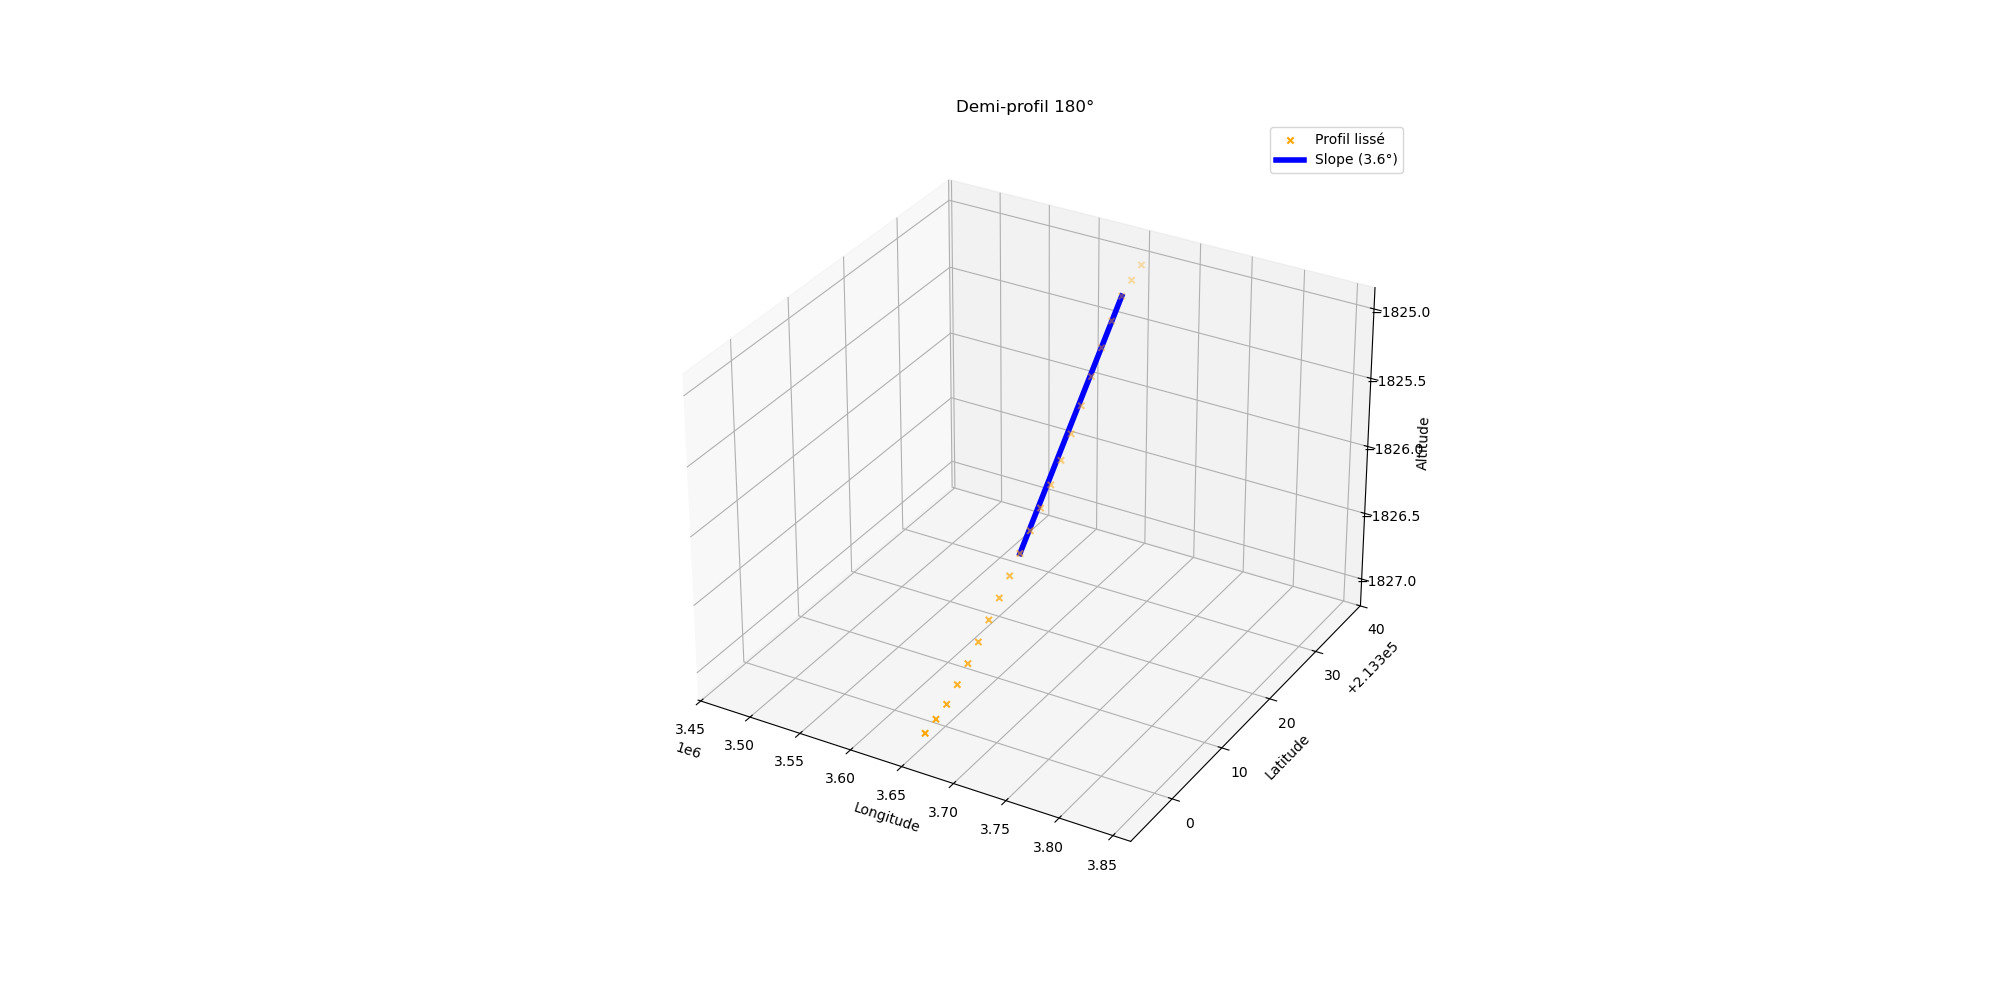 Demi-profil 180°
Profil lissé
Slope (3.6°)
−1825.0
−1825.5
−1826.0
−1826.5
−1827.0
Altitude
40
30
20
10
0
+2.133e5
Latitude
3.45
3.50
3.55
3.60
3.65
3.70
3.75
3.80
3.85
1e6
Longitude